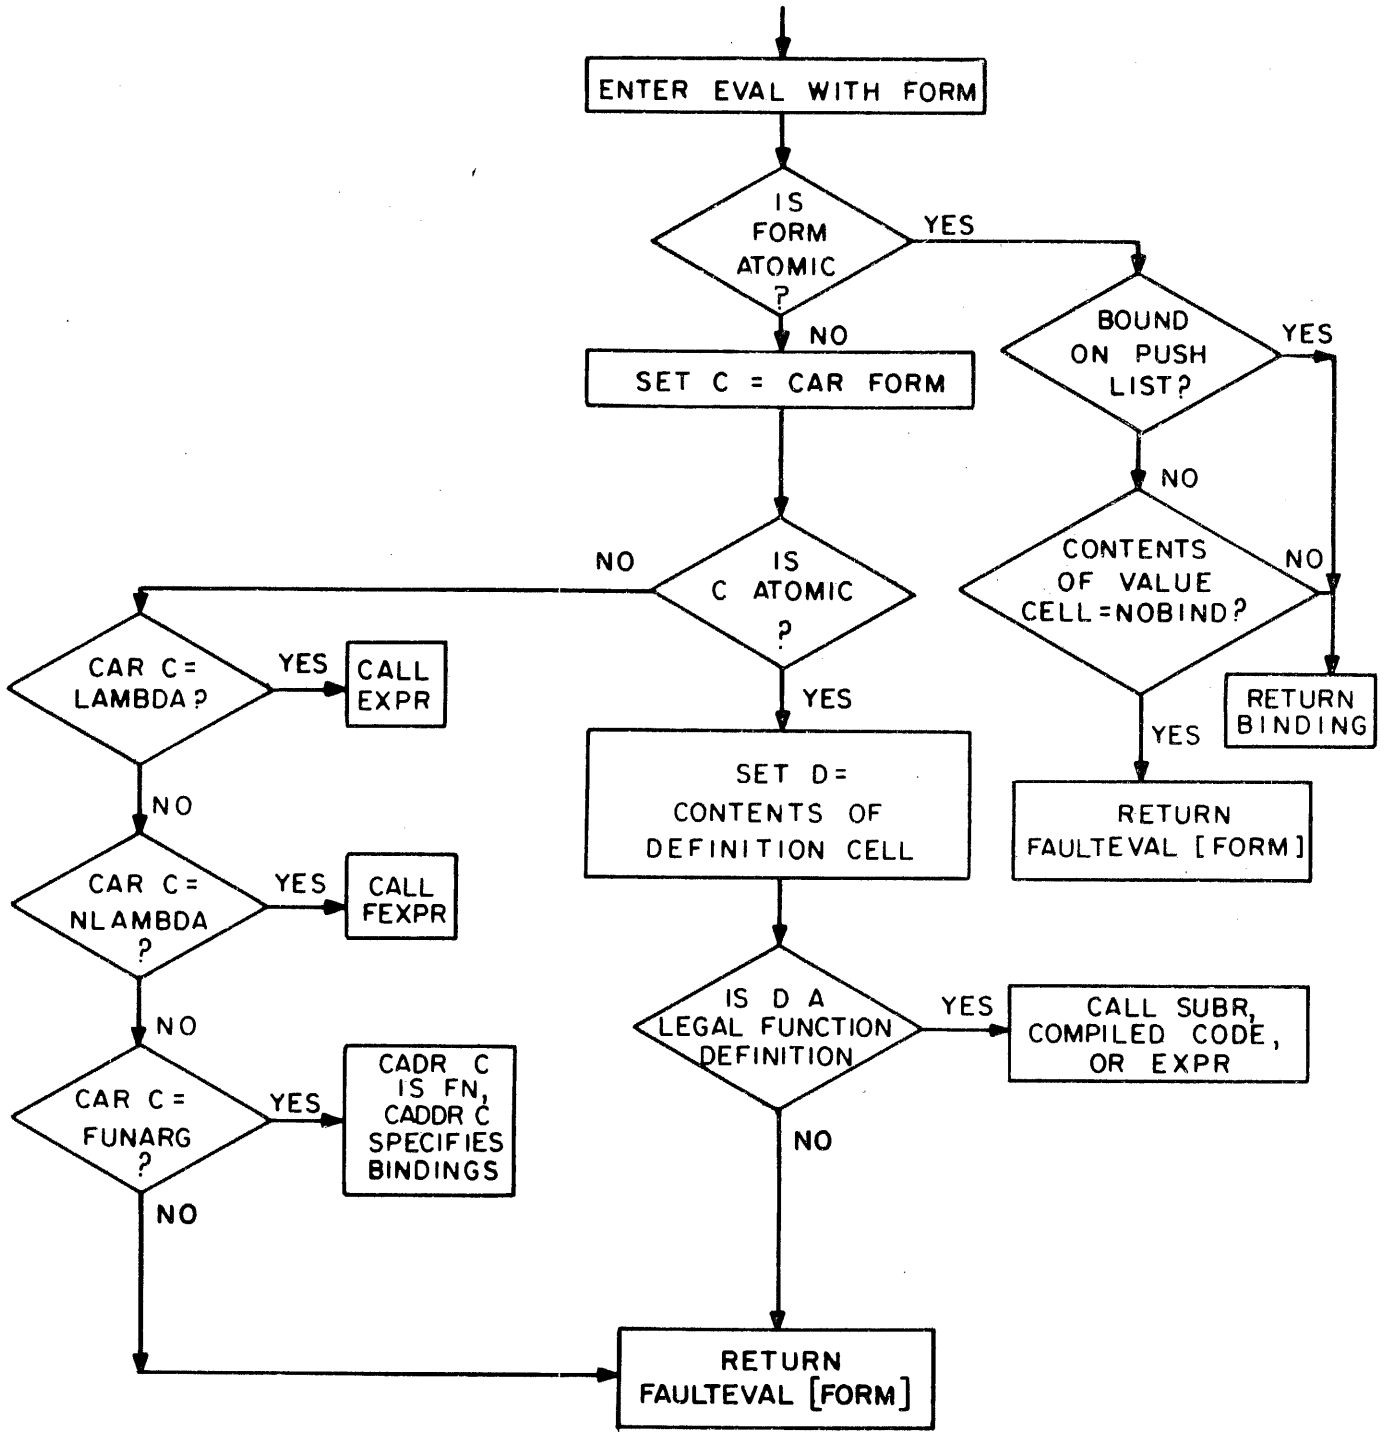 ENTER EVAL WITH FORM
IS
FORM
ATOMIC
?
YES
NO
BOUND
ON PUSH
LIST?
YES
NO
SET C = CAR FORM
CONTENTS
OF VALUE
CELL=NOBIND?
NO
YES
RETURN
BINDING
RETURN
FAULTEVAL [FORM]
IS
C ATOMIC
?
NO
YES
CAR C=
LAMBDA?
YES
CALL
EXPR
NO
CAR C=
NLAMBDA
?
YES
CALL
FEXPR
NO
CAR C=
FUNARG
?
YES
CADR C
IS FN,
CADDR C
SPECIFIES
BINDINGS
NO
SET D=
CONTENTS OF
DEFINITION CELL
IS D A
LEGAL FUNCTION
DEFINITION
YES
CALL SUBR,
COMPILED CODE,
OR EXPR
NO
RETURN
FAULTEVAL [FORM]